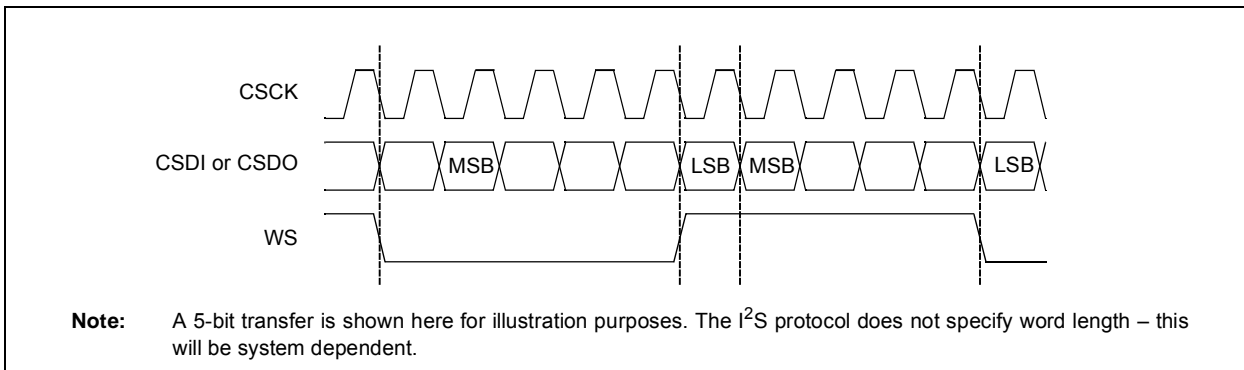 CSCK
CSDI or CSDO
MSB LSB MSB LSB
WS
Note: A 5-bit transfer is shown here for illustration purposes. The I²S protocol does not specify word length – this
will be system dependent.